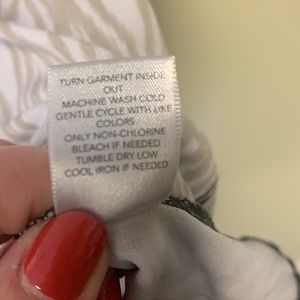 TURN GARMENT INSIDE
OUT
MACHINE WASH COLD
GENTLE CYCLE WITH LIKE
COLORS
ONLY NON-CHLORINE
BLEACH IF NEEDED
TUMBLE DRY LOW
COOL IRON IF NEEDED